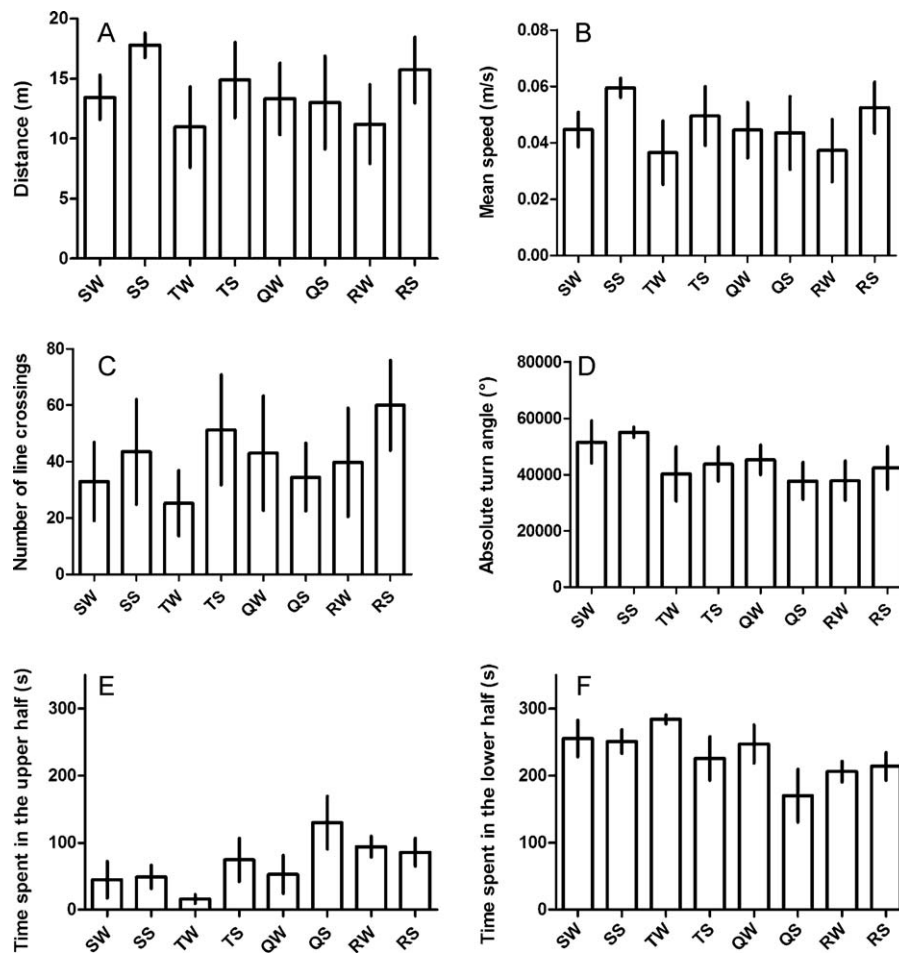 A
Distance (m)
20
15
10
5
0
SW SS TW TS QW QS RW RS
B
Mean speed (m/s)
0.08
0.06
0.04
0.02
0.00
SW SS TW TS QW QS RW RS
C
Number of line crossings
80
60
40
20
0
SW SS TW TS QW QS RW RS
D
Absolute turn angle (°)
80000
60000
40000
20000
0
SW SS TW TS QW QS RW RS
E
Time spent in the upper half (s)
300
200
100
0
SW SS TW TS QW QS RW RS
F
Time spent in the lower half (s)
300
200
100
0
SW SS TW TS QW QS RW RS